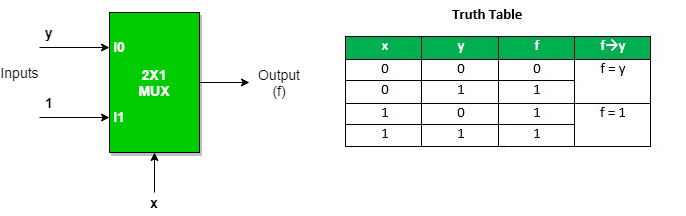 y
I0
Inputs
2X1
MUX
Output
(f)
1
I1
x
Truth Table
x y f f→y
0 0 0 f = y
0 1 1
1 0 1 f = 1
1 1 1